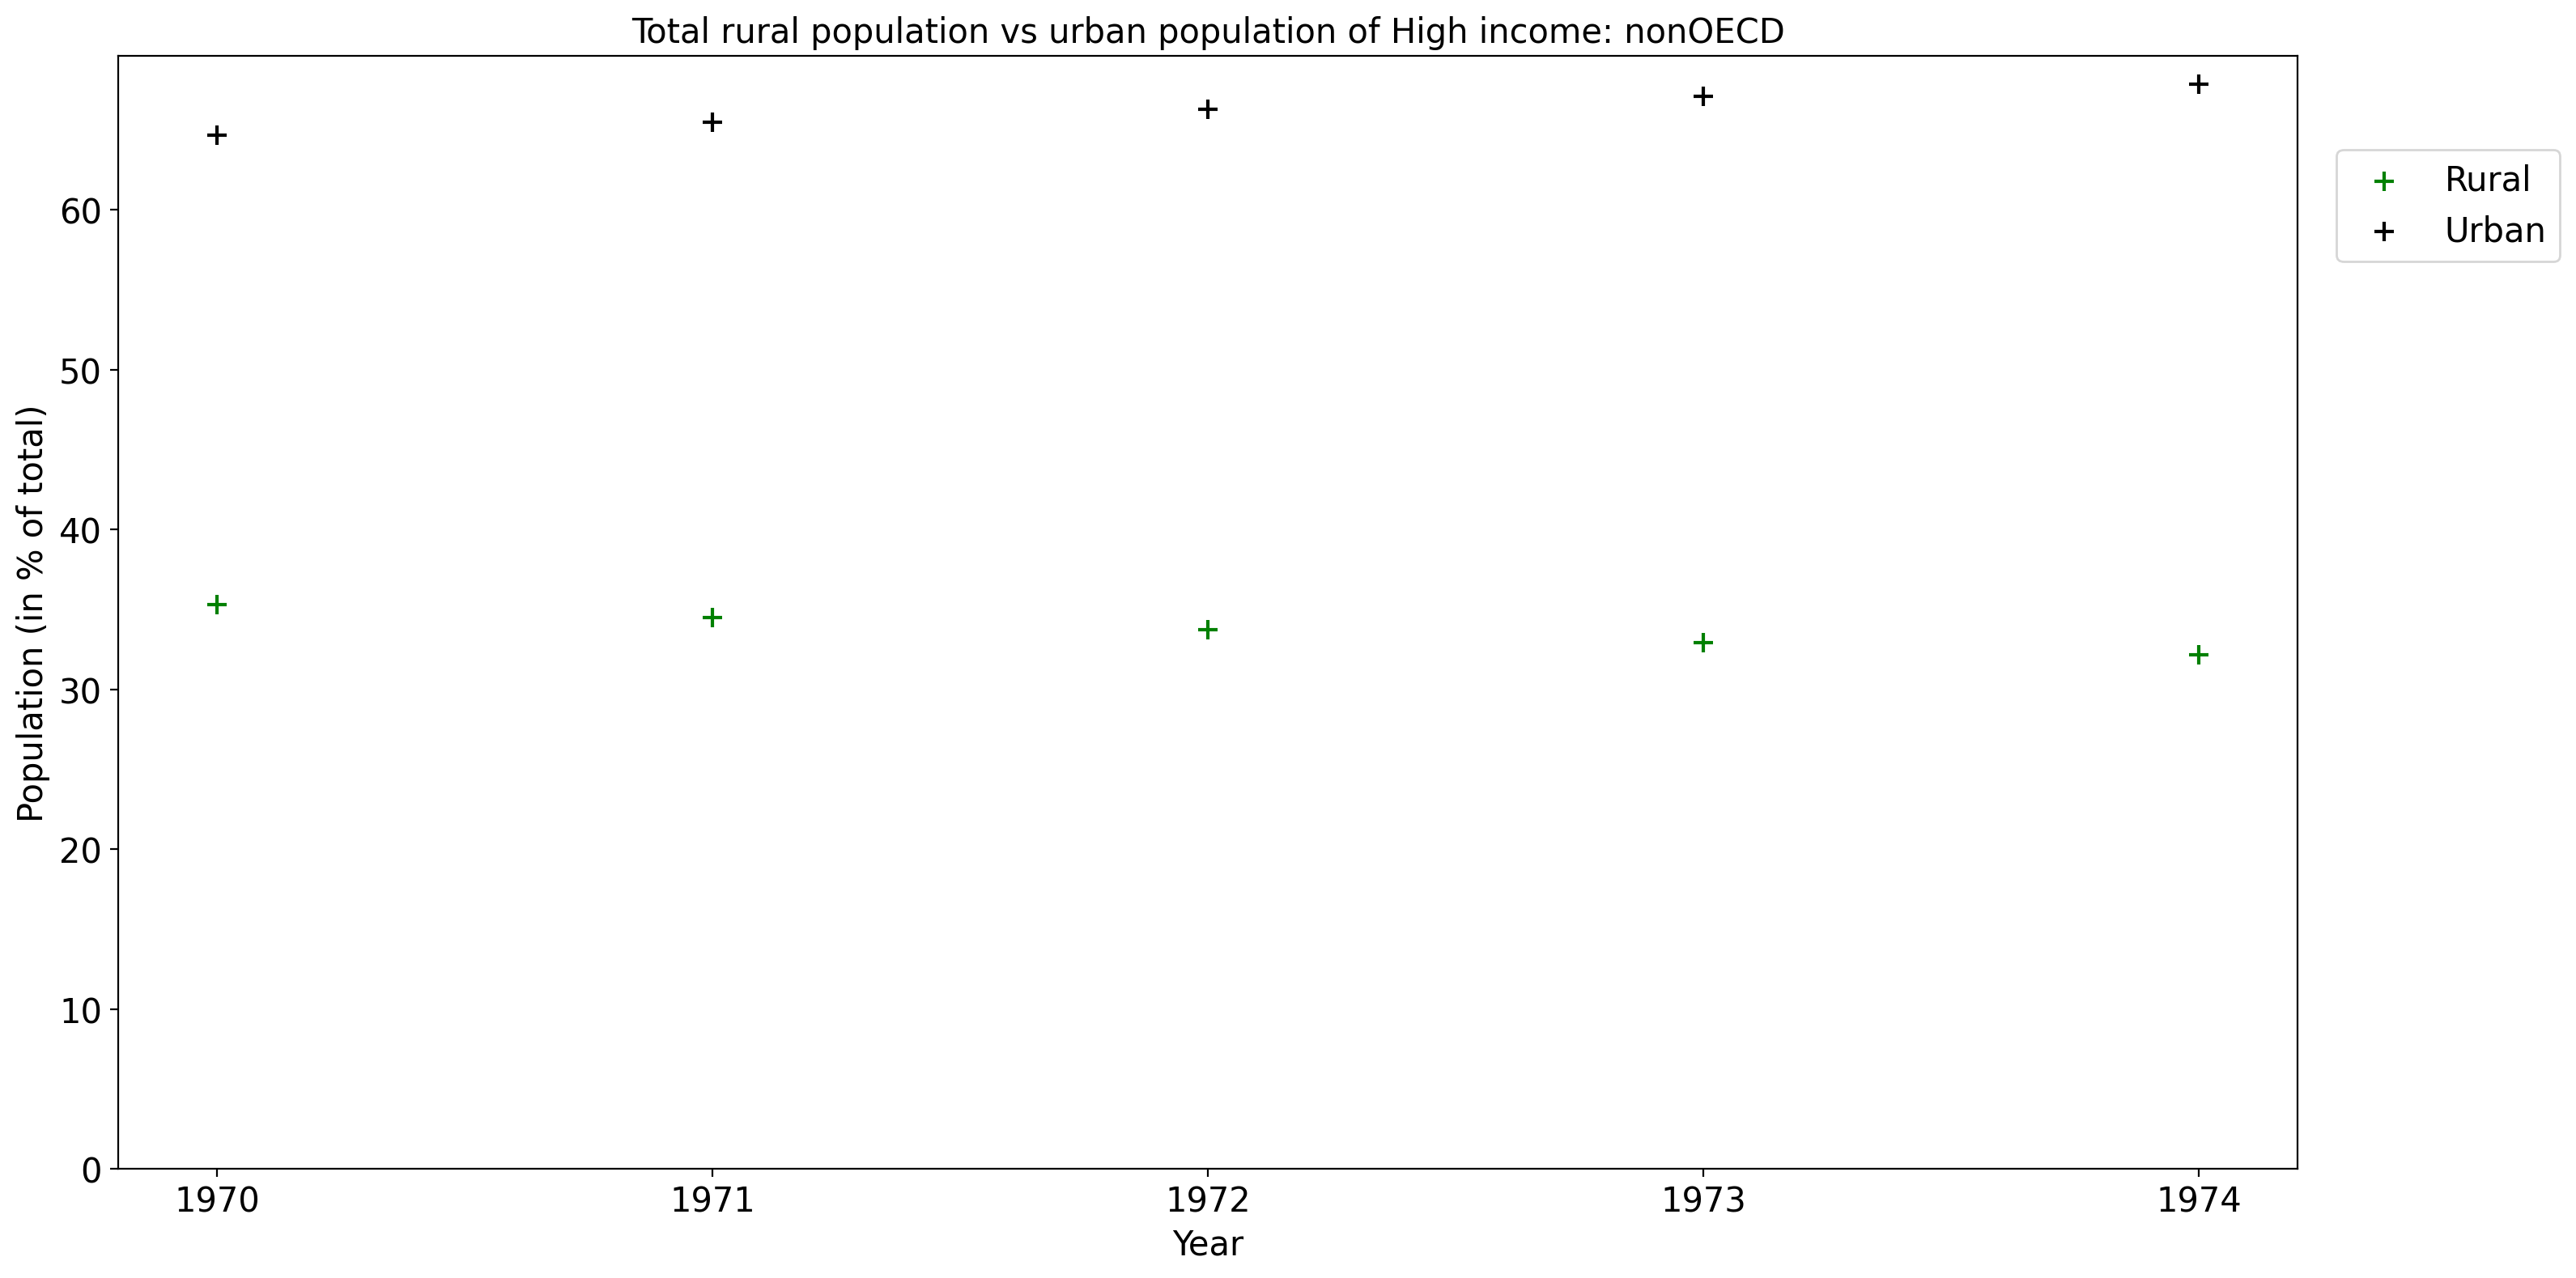 Total rural population vs urban population of High income: nonOECD
Population (in % of total)
60
50
40
30
20
10
0
1970 1971 1972 1973 1974
Year
Rural
Urban